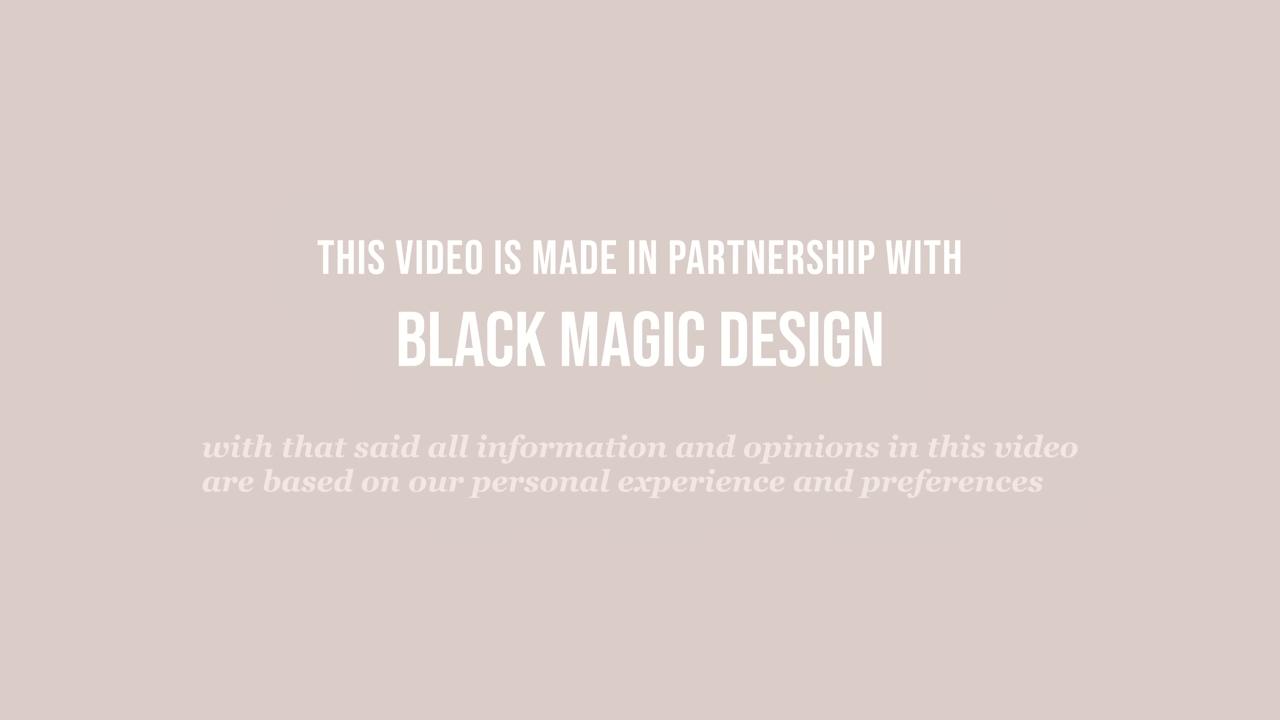 THIS VIDEO IS MADE IN PARTNERSHIP WITH
BLACK MAGIC DESIGN
with that said all information and opinions in this video
are based on our personal experience and preferences